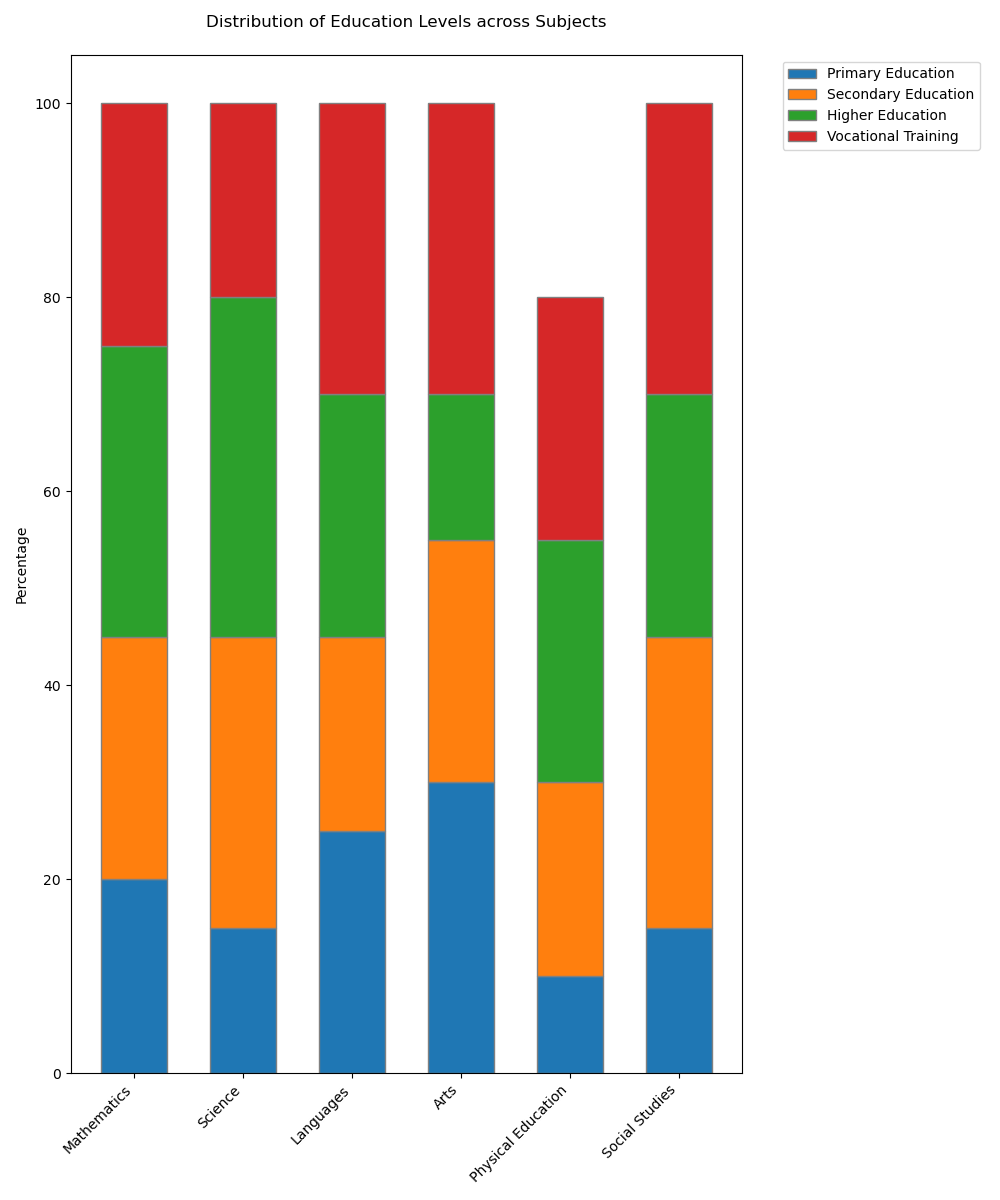 Distribution of Education Levels across Subjects
Primary Education
Secondary Education
Higher Education
Vocational Training
Percentage
100
80
60
40
20
0
Mathematics
Science
Languages
Arts
Physical Education
Social Studies